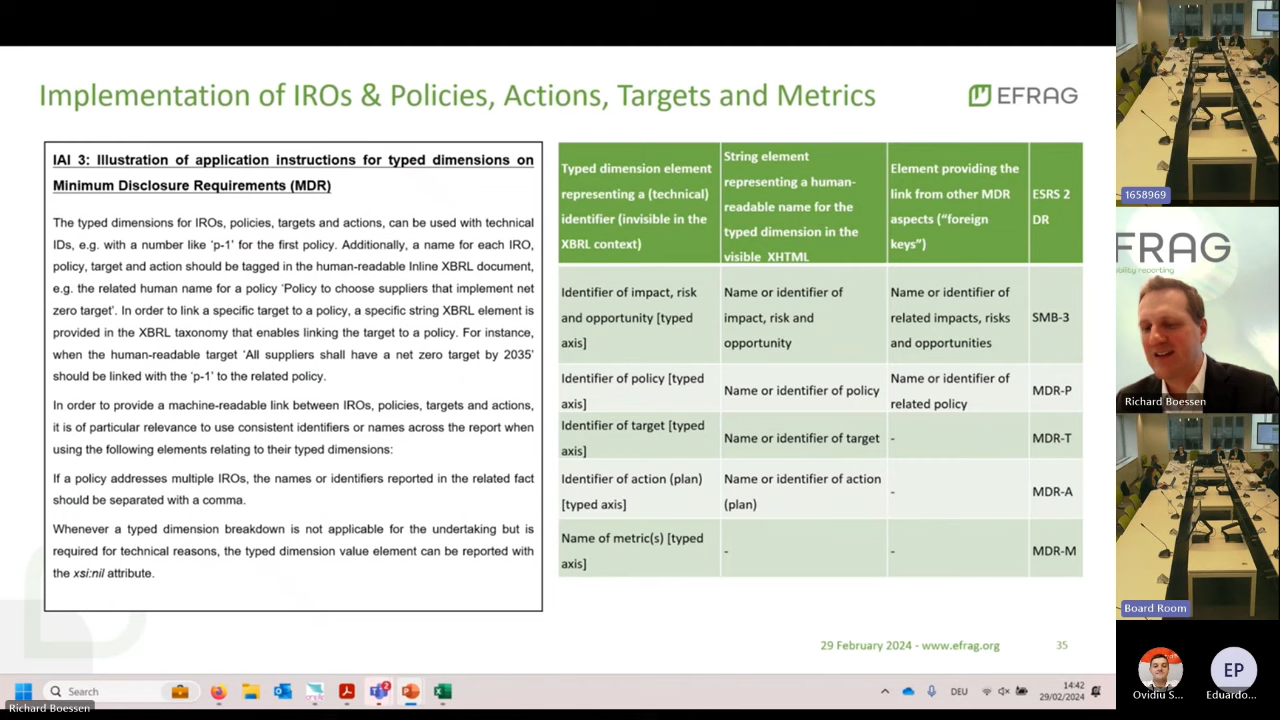 Implementation of IROs & Policies, Actions, Targets and Metrics
EFRAG
IAI 3: Illustration of application instructions for typed dimensions on
Minimum Disclosure Requirements (MDR)
The typed dimensions for IROs, policies, targets and actions, can be used with technical
IDs, e.g. with a number like ‘p-1’ for the first policy. Additionally, a name for each IRO,
policy, target and action should be tagged in the human-readable Inline XBRL document,
e.g. the related human name for a policy ‘Policy to choose suppliers that implement net
zero target’. In order to link a specific target to a policy, a specific string XBRL element is
provided in the XBRL taxonomy that enables linking the target to a policy. For instance,
when the human-readable target ‘All suppliers shall have a net zero target by 2035’
should be linked with the ‘p-1’ to the related policy.
In order to provide a machine-readable link between IROs, policies, targets and actions,
it is of particular relevance to use consistent identifiers or names across the report when
using the following elements relating to their typed dimensions:
If a policy addresses multiple IROs, the names or identifiers reported in the related fact
should be separated with a comma.
Whenever a typed dimension breakdown is not applicable for the undertaking but is
required for technical reasons, the typed dimension value element can be reported with
the xsi:nil attribute.
Typed dimension element
representing a (technical)
identifier (invisible in the
XBRL context)
String element
representing a human-
readable name for the
typed dimension in the
visible XHTML
Element providing the
link from other MDR
aspects (“foreign
keys”)
ESRS 2
DR
Identifier of impact, risk
and opportunity [typed
axis]
Name or identifier of
impact, risk and
opportunity
Name or identifier of
related impacts, risks
and opportunities
SMB-3
Identifier of policy [typed
axis]
Name or identifier of policy
Name or identifier of
related policy
MDR-P
Identifier of target [typed
axis]
Name or identifier of target
-
MDR-T
Identifier of action (plan)
[typed axis]
Name or identifier of action
(plan)
-
MDR-A
Name of metric(s) [typed
axis]
-
-
MDR-M
29 February 2024 - www.efrag.org
35
Search
DEU
14:42
29/02/2024
Richard Boessen
1658969
FRAG
bility reporting
Richard Boessen
Board Room
EP
Ovidiu S...
Eduardo...